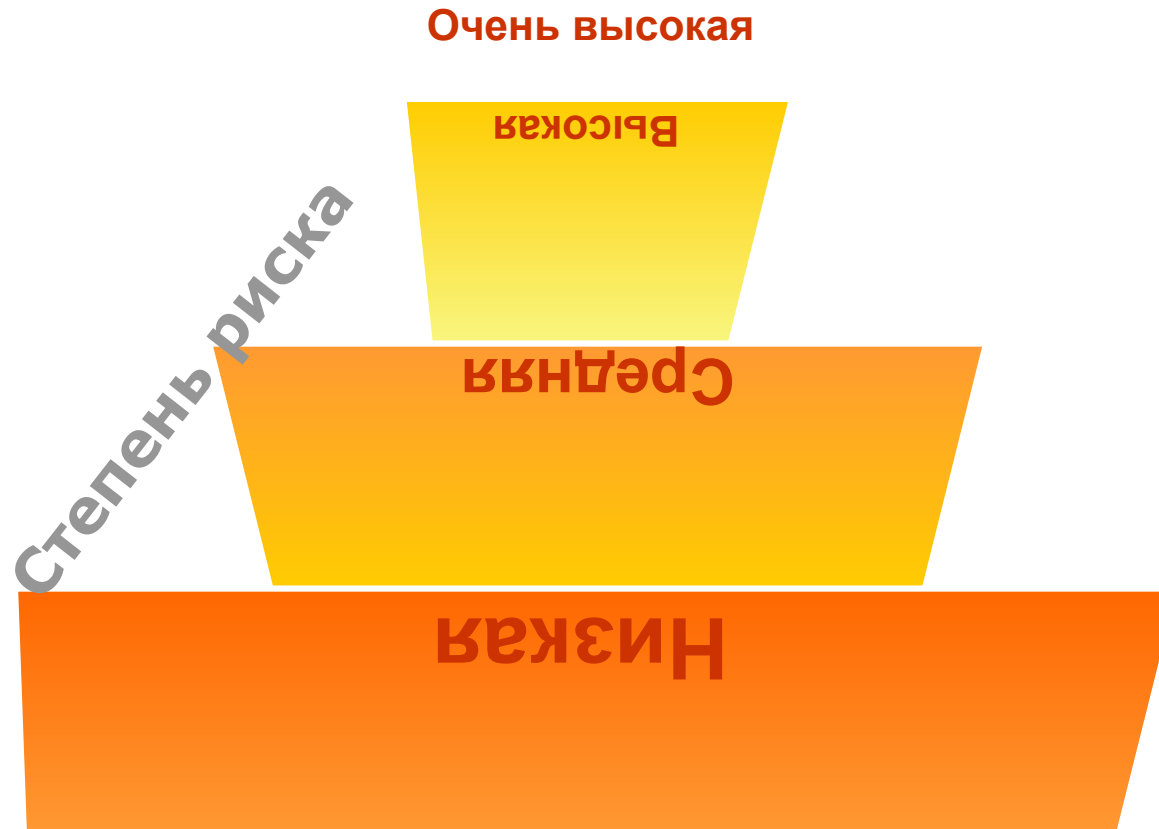 Очень высокая
Высокая
Степень риска
Средняя
Низкая